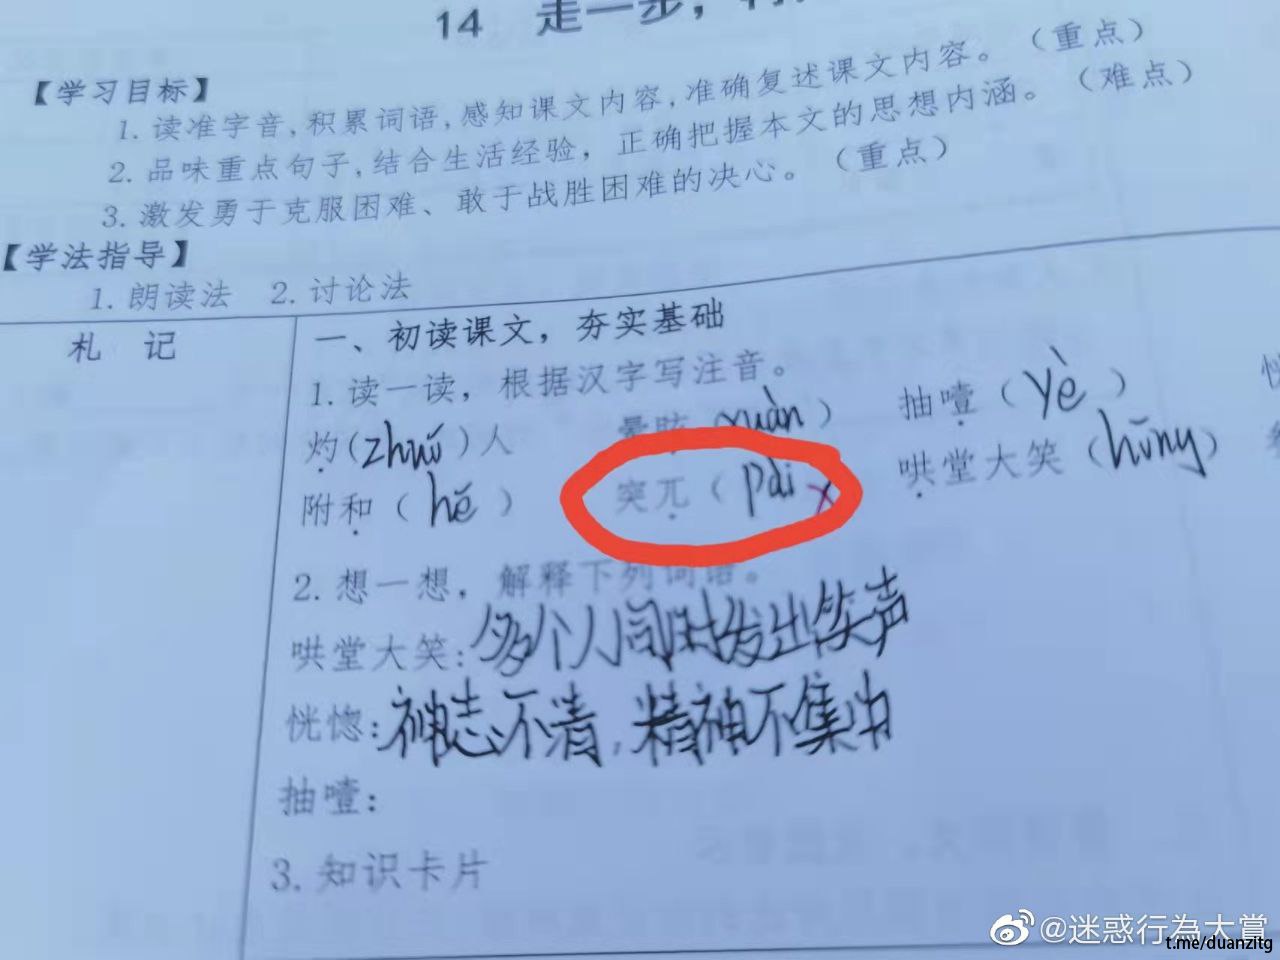 14 走一步，
【学习目标】
1. 读准字音,积累词语,感知课文内容,准确复述课文内容。（重点）
2. 品味重点句子,结合生活经验，正确把握本文的思想内涵。（难点）
3. 激发勇于克服困难、敢于战胜困难的决心。（重点）
【学法指导】
1. 朗读法 2. 讨论法
札 记
一、初读课文，夯实基础
1. 读一读，根据汉字写注音。
灼(zhuó)人 晕眩(xuàn) 抽噎(yè)
附和(hě) 突兀(pài X 哄堂大笑(hǒng)
2. 想一想，解释下列词语。
哄堂大笑:多个人同时发出笑声
恍惚:神志不清,精神不集中
抽噎:
3. 知识卡片
@迷惑行為大賞
t.me/duanzitg